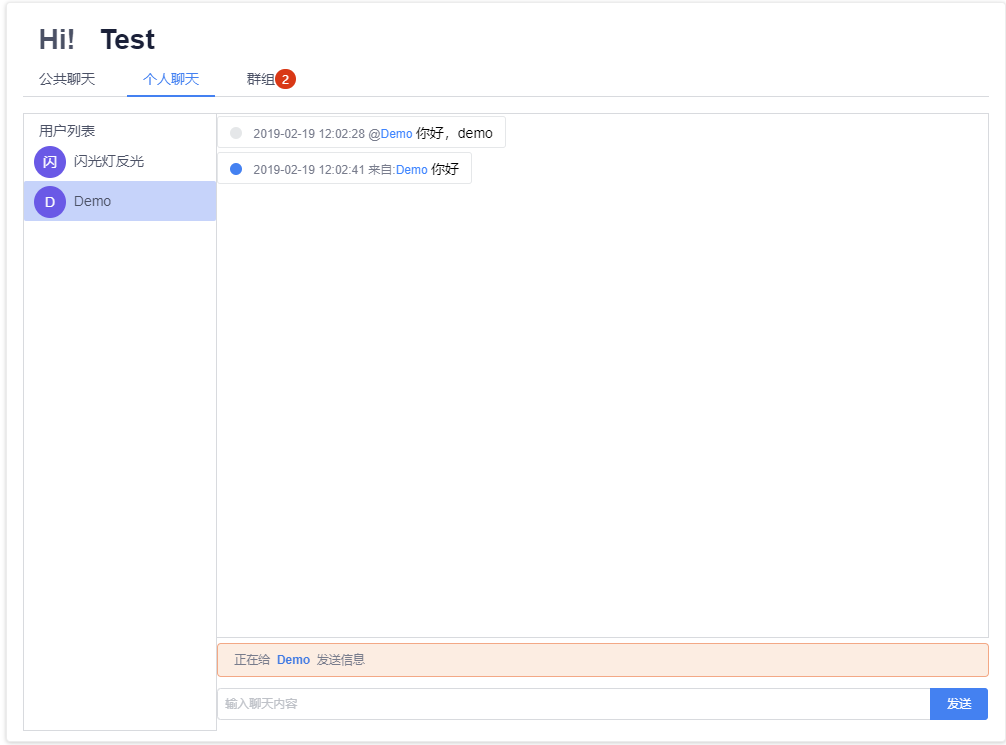 Hi! Test
公共聊天 个人聊天 群组 2
用户列表
闪 闪光灯反光
D Demo
2019-02-19 12:02:28 @Demo 你好，demo
2019-02-19 12:02:41 来自:Demo 你好
正在给 Demo 发送信息
输入聊天内容 发送